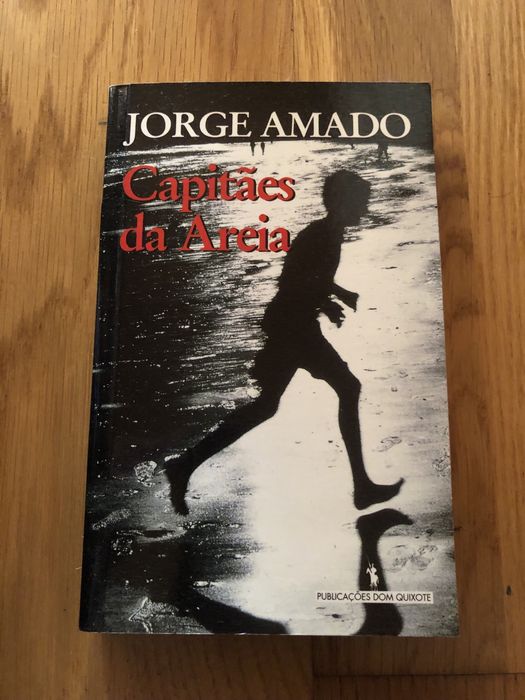 JORGE AMADO
Capitães
da Areia
PUBLICAÇÕES DOM QUIXOTE